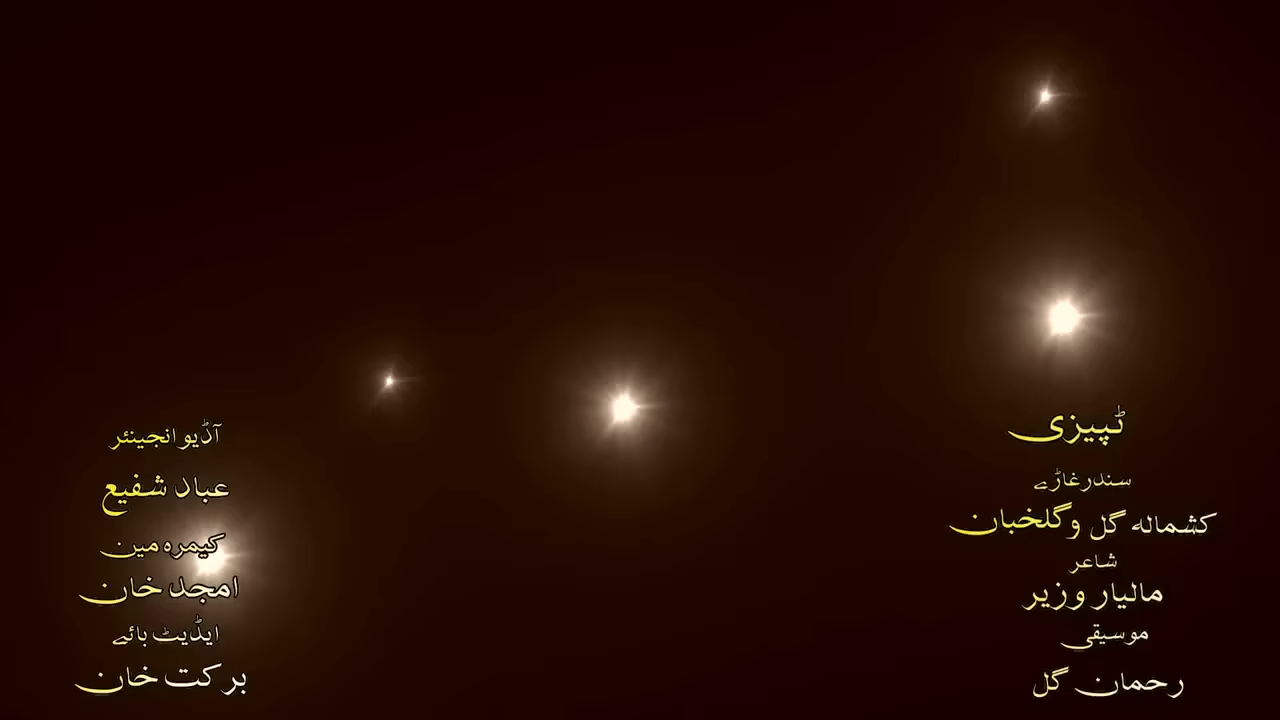 ٹپیزی
سندرغاڑے
کشماله گل وگلخبان
شاعر
مالیار وزیر
موسیقی
رحمان گل
آڈیو انجینئر
عباد شفیع
کیمره مین
امجد خان
ایڈیٹ بائے
برکت خان